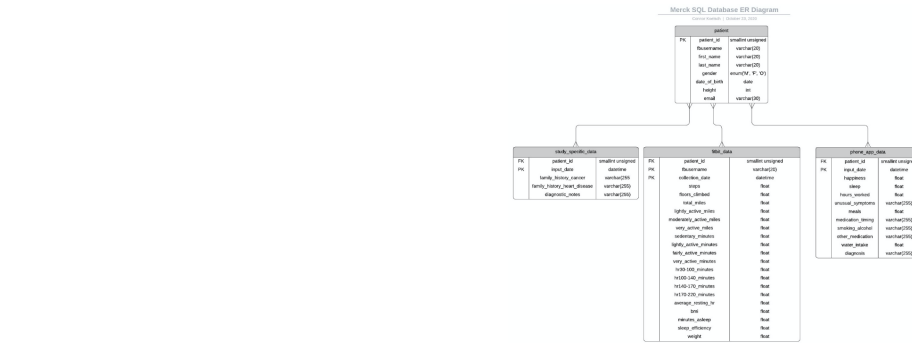 Merck SQL Database ER Diagram
patient
PK patient_id smallint unsigned
fbusername varchar(20)
first_name varchar(20)
last_name varchar(20)
gender enum('M', 'F', 'O')
date_of_birth date
height int
email varchar(30)
study_specific_data
FK patient_id smallint unsigned
PK input_date datetime
family_history_cancer varchar(255
family_history_heart_disease varchar(255)
diagnostic_notes varchar(255)
fitbit_data
FK patient_id smallint unsigned
PK fbusername varchar(20)
PK collection_date datetime
steps float
floors_climbed float
total_miles float
lightly_active_miles float
moderately_active_miles float
very_active_miles float
sedentary_minutes float
lightly_active_minutes float
fairly_active_minutes float
very_active_minutes float
hr30-100_minutes float
hr100-140_minutes float
hr140-170_minutes float
hr170-220_minutes float
average_resting_hr float
bmi float
minutes_asleep float
sleep_efficiency float
weight float
phone_app_data
FK patient_id smallint unsign
PK input_date datetime
happiness float
sleep float
hours_worked float
unusual_symptoms varchar(255)
meals float
medication_timing varchar(255)
smoking_alcohol varchar(255)
other_medication varchar(255)
water_intake float
diagnosis varchar(255)